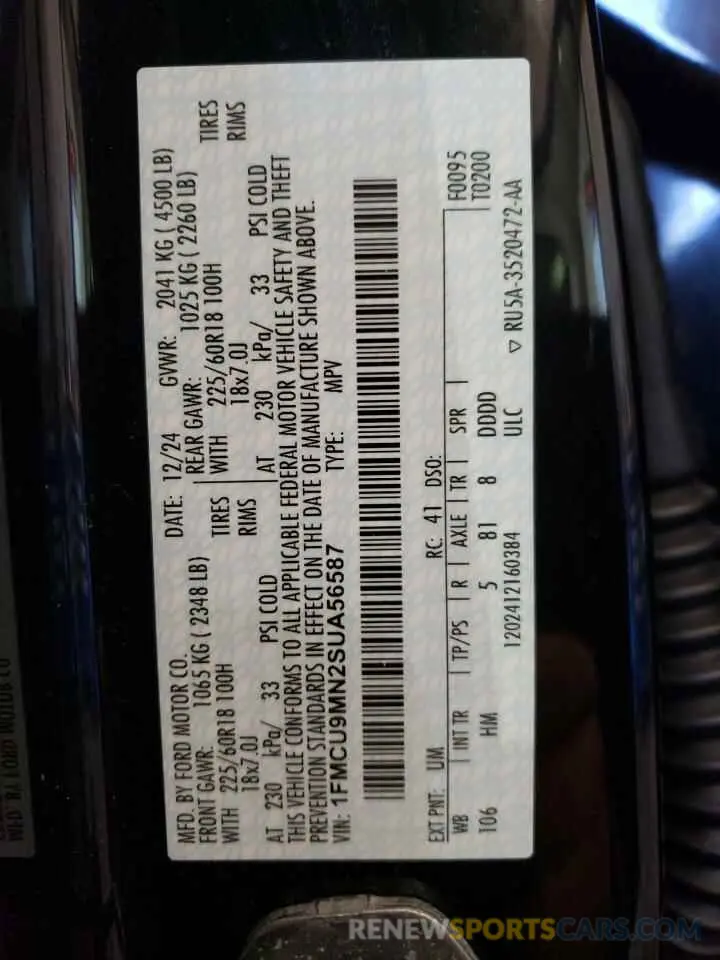 MFD. BY FORD MOTOR CO.
DATE: 12/24 GVWR: 2041 KG ( 4500 LB)
FRONT GAWR: 1065 KG ( 2348 LB) REAR GAWR: 1025 KG ( 2260 LB)
WITH 225/60R18 100H TIRES WITH 225/60R18 100H TIRES
18x7.0J RIMS 18x7.0J RIMS
AT 230 kPa/ 33 PSI COLD AT 230 kPa/ 33 PSI COLD
THIS VEHICLE CONFORMS TO ALL APPLICABLE FEDERAL MOTOR VEHICLE SAFETY AND THEFT
PREVENTION STANDARDS IN EFFECT ON THE DATE OF MANUFACTURE SHOWN ABOVE.
VIN: 1FMCU9MN2SUA56587 TYPE: MPV
EXT PNT: UM RC: 41 DSO:
WB INT TR TP/PS R AXLE TR SPR F0095
106 HM 5 81 8 DDDD T0200
ULC
1202412160384 ▽ RU5A-3520472-AA
RENEWSPORTSCARS.COM